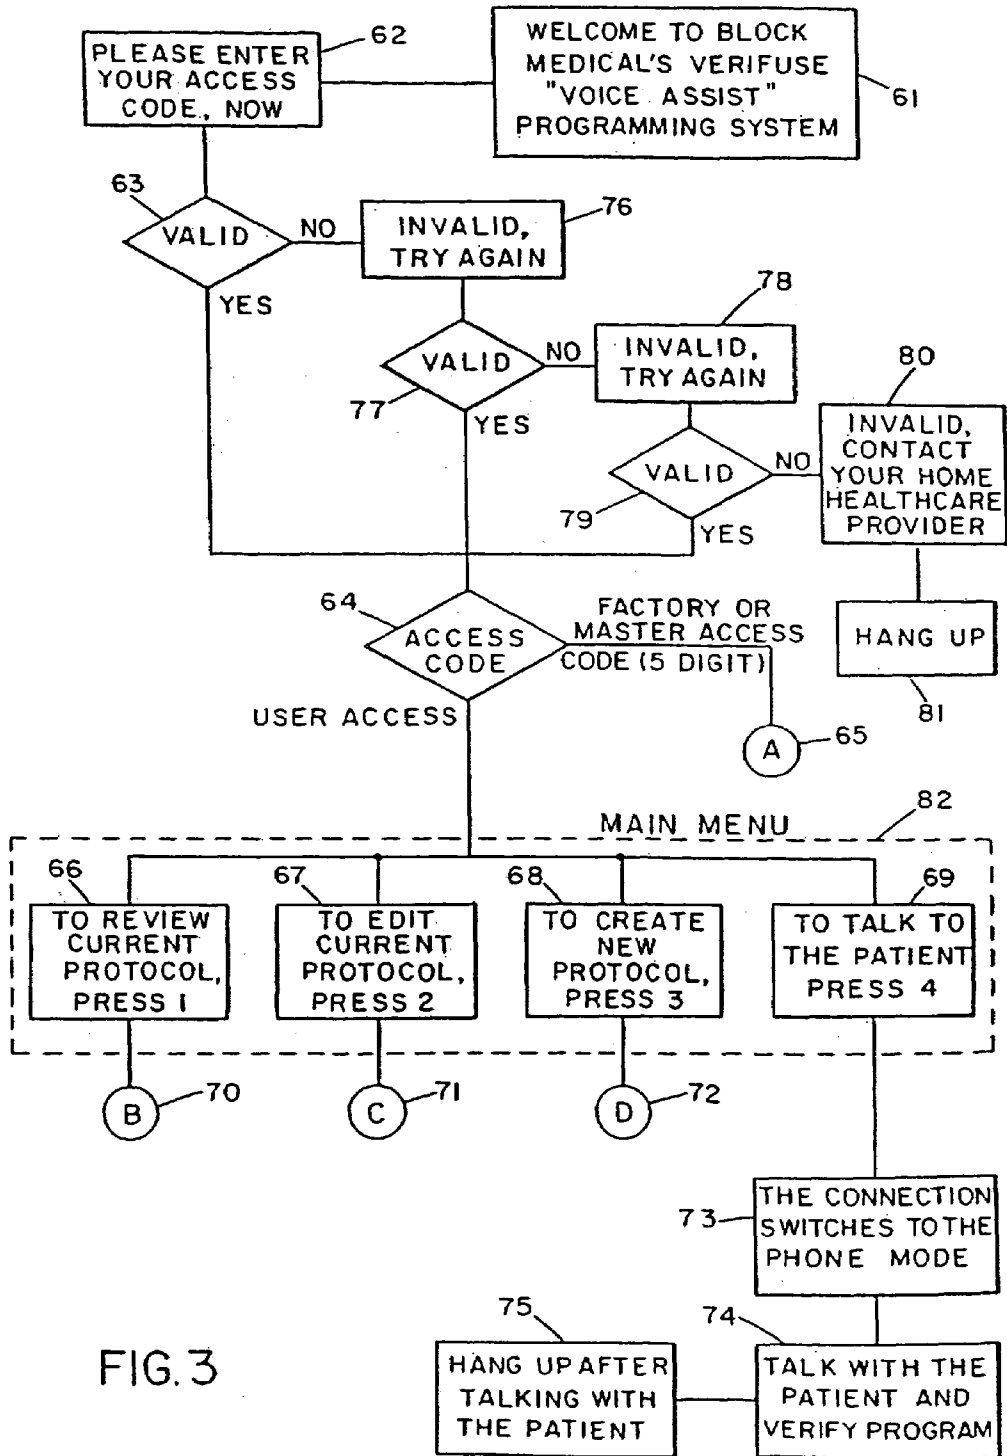 62
PLEASE ENTER
YOUR ACCESS
CODE, NOW
WELCOME TO BLOCK
MEDICAL'S VERIFUSE
"VOICE ASSIST"
PROGRAMMING SYSTEM
61
63
VALID
NO
YES
76
INVALID,
TRY AGAIN
77
VALID
NO
YES
78
INVALID,
TRY AGAIN
79
VALID
NO
YES
80
INVALID,
CONTACT
YOUR HOME
HEALTHCARE
PROVIDER
HANG UP
81
64
ACCESS
CODE
FACTORY OR
MASTER ACCESS
CODE (5 DIGIT)
USER ACCESS
A
65
MAIN MENU
82
66
TO REVIEW
CURRENT
PROTOCOL,
PRESS 1
67
TO EDIT
CURRENT
PROTOCOL,
PRESS 2
68
TO CREATE
NEW
PROTOCOL,
PRESS 3
69
TO TALK TO
THE PATIENT
PRESS 4
B
70
C
71
D
72
73
THE CONNECTION
SWITCHES TO THE
PHONE MODE
74
TALK WITH THE
PATIENT AND
VERIFY PROGRAM
75
HANG UP AFTER
TALKING WITH
THE PATIENT
FIG. 3